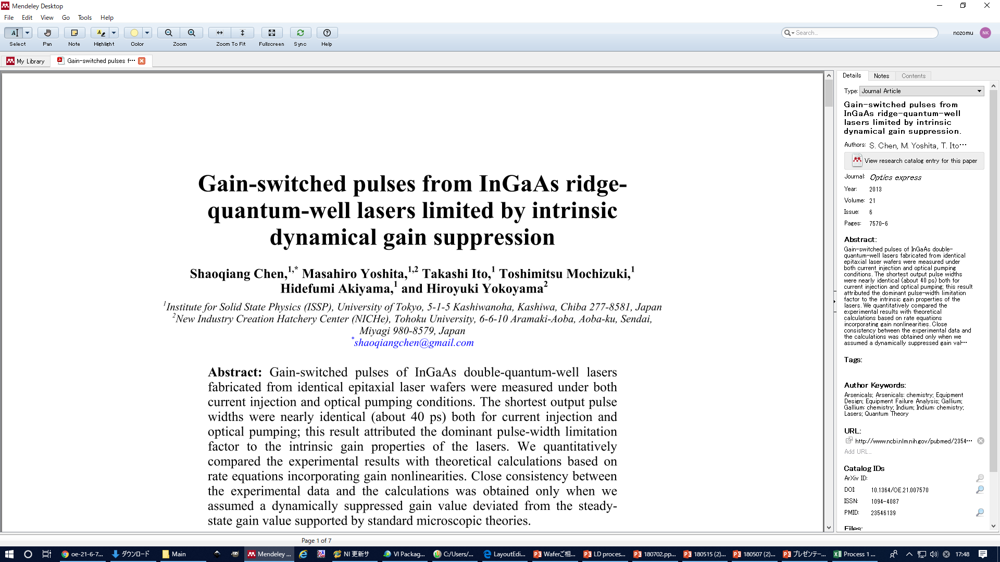 Mendeley Desktop
File Edit View Go Tools Help
Select Pan Note Highlight Color Zoom Zoom To Fit Fullscreen Sync Help
Search...
nozomu NK
My Library Gain-switched pulses f…
Gain-switched pulses from InGaAs ridge-
quantum-well lasers limited by intrinsic
dynamical gain suppression
Shaoqiang Chen,1,* Masahiro Yoshita,1,2 Takashi Ito,1 Toshimitsu Mochizuki,1
Hidefumi Akiyama,1 and Hiroyuki Yokoyama2
1Institute for Solid State Physics (ISSP), University of Tokyo, 5-1-5 Kashiwanoha, Kashiwa, Chiba 277-8581, Japan
2New Industry Creation Hatchery Center (NICHe), Tohoku University, 6-6-10 Aramaki-Aoba, Aoba-ku, Sendai,
Miyagi 980-8579, Japan
*shaoqiangchen@gmail.com
Abstract: Gain-switched pulses of InGaAs double-quantum-well lasers
fabricated from identical epitaxial laser wafers were measured under both
current injection and optical pumping conditions. The shortest output pulse
widths were nearly identical (about 40 ps) both for current injection and
optical pumping; this result attributed the dominant pulse-width limitation
factor to the intrinsic gain properties of the lasers. We quantitatively
compared the experimental results with theoretical calculations based on
rate equations incorporating gain nonlinearities. Close consistency between
the experimental data and the calculations was obtained only when we
assumed a dynamically suppressed gain value deviated from the steady-
state gain value supported by standard microscopic theories.
Page 1 of 7
Details Notes Contents
Type: Journal Article
Gain-switched pulses from
InGaAs ridge-quantum-well
lasers limited by intrinsic
dynamical gain suppression.
Authors: S. Chen, M. Yoshita, T. Ito…
View research catalog entry for this paper
Journal: Optics express
Year: 2013
Volume: 21
Issue: 6
Pages: 7570-6
Abstract:
Gain-switched pulses of InGaAs double-
quantum-well lasers fabricated from identical
epitaxial laser wafers were measured under
both current injection and optical pumping
conditions. The shortest output pulse widths
were nearly identical (about 40 ps) both for
current injection and optical pumping; this result
attributed the dominant pulse-width limitation
factor to the intrinsic gain properties of the
lasers. We quantitatively compared the
experimental results with theoretical
calculations based on rate equations
incorporating gain nonlinearities. Close
consistency between the experimental data and
the calculations was obtained only when we
assumed a dynamically suppressed gain val…
Tags:
Author Keywords:
Arsenicals; Arsenicals: chemistry; Equipment
Design; Equipment Failure Analysis; Gallium;
Gallium: chemistry; Indium; Indium: chemistry;
Lasers; Quantum Theory
URL:
http://www.ncbi.nlm.nih.gov/pubmed/2354…
Add URL...
Catalog IDs
ArXiv ID:
DOI: 10.1364/OE.21.007570
ISSN: 1094-4087
PMID: 23546139
Files:
oe-21-6-7... ダウンロード Main Mendeley ... NI 更新サ VI Packag... C:/Users/... LayoutEdi... Waferご相... LD proces... 180702.pp... 180515 (2)... 180507 (2)... プレゼンテー... Process 1 ... 17:48